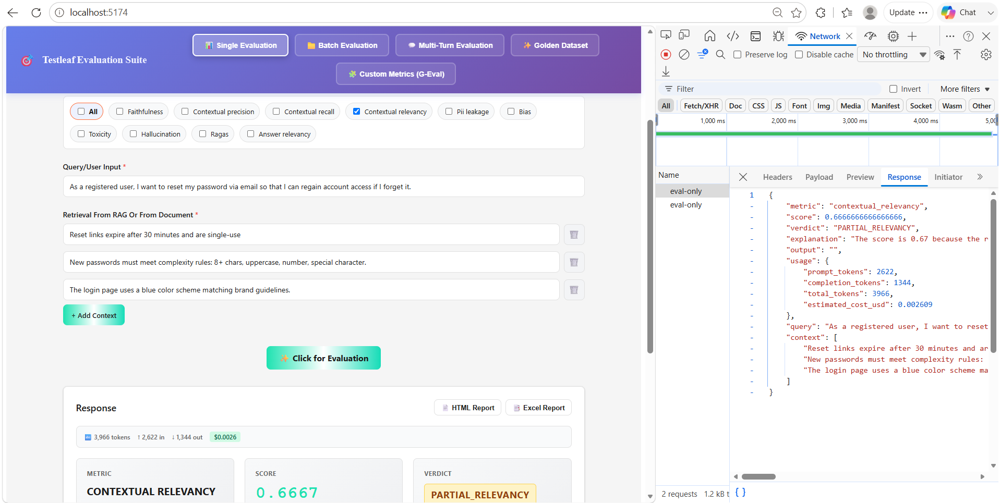 localhost:5174
Update
Chat
Testleaf Evaluation Suite
Single Evaluation
Batch Evaluation
Multi-Turn Evaluation
Golden Dataset
Custom Metrics (G-Eval)
All
Faithfulness
Contextual precision
Contextual recall
Contextual relevancy
Pii leakage
Bias
Toxicity
Hallucination
Ragas
Answer relevancy
Query/User Input *
As a registered user, I want to reset my password via email so that I can regain account access if I forget it.
Retrieval From RAG Or From Document *
Reset links expire after 30 minutes and are single-use
New passwords must meet complexity rules: 8+ chars, uppercase, number, special character.
The login page uses a blue color scheme matching brand guidelines.
+ Add Context
Click for Evaluation
Response
HTML Report
Excel Report
3,966 tokens ↑ 2,622 in ↓ 1,344 out $0.0026
METRIC
CONTEXTUAL RELEVANCY
SCORE
0.6667
VERDICT
PARTIAL_RELEVANCY
Network
Preserve log
Disable cache
No throttling
Filter
Invert
More filters
All
Fetch/XHR
Doc
CSS
JS
Font
Img
Media
Manifest
Socket
Wasm
Other
1,000 ms
2,000 ms
3,000 ms
4,000 ms
5,00
Name
eval-only
eval-only
Headers
Payload
Preview
Response
Initiator
1 {
- "metric": "contextual_relevancy",
- "score": 0.6666666666666666,
- "verdict": "PARTIAL_RELEVANCY",
- "explanation": "The score is 0.67 because the r
- "output": "",
- "usage": {
- "prompt_tokens": 2622,
- "completion_tokens": 1344,
- "total_tokens": 3966,
- "estimated_cost_usd": 0.002609
- },
- "query": "As a registered user, I want to reset
- "context": [
- "Reset links expire after 30 minutes and ar
- "New passwords must meet complexity rules:
- "The login page uses a blue color scheme ma
- ]
- }
2 requests 1.2 kB t
{ }